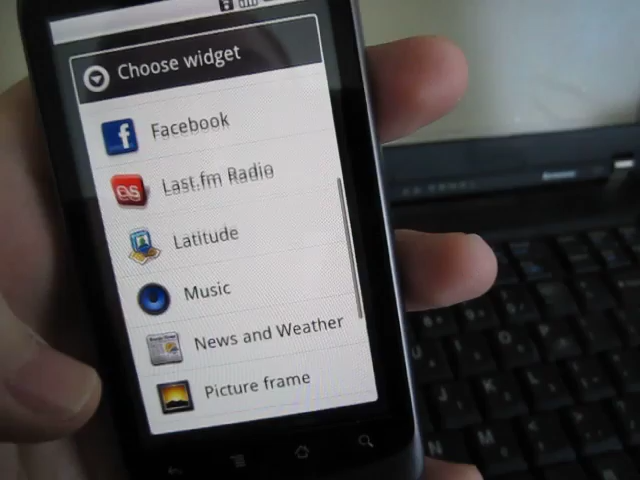 Choose widget
Facebook
Last.fm Radio
Latitude
Music
News and Weather
Picture frame